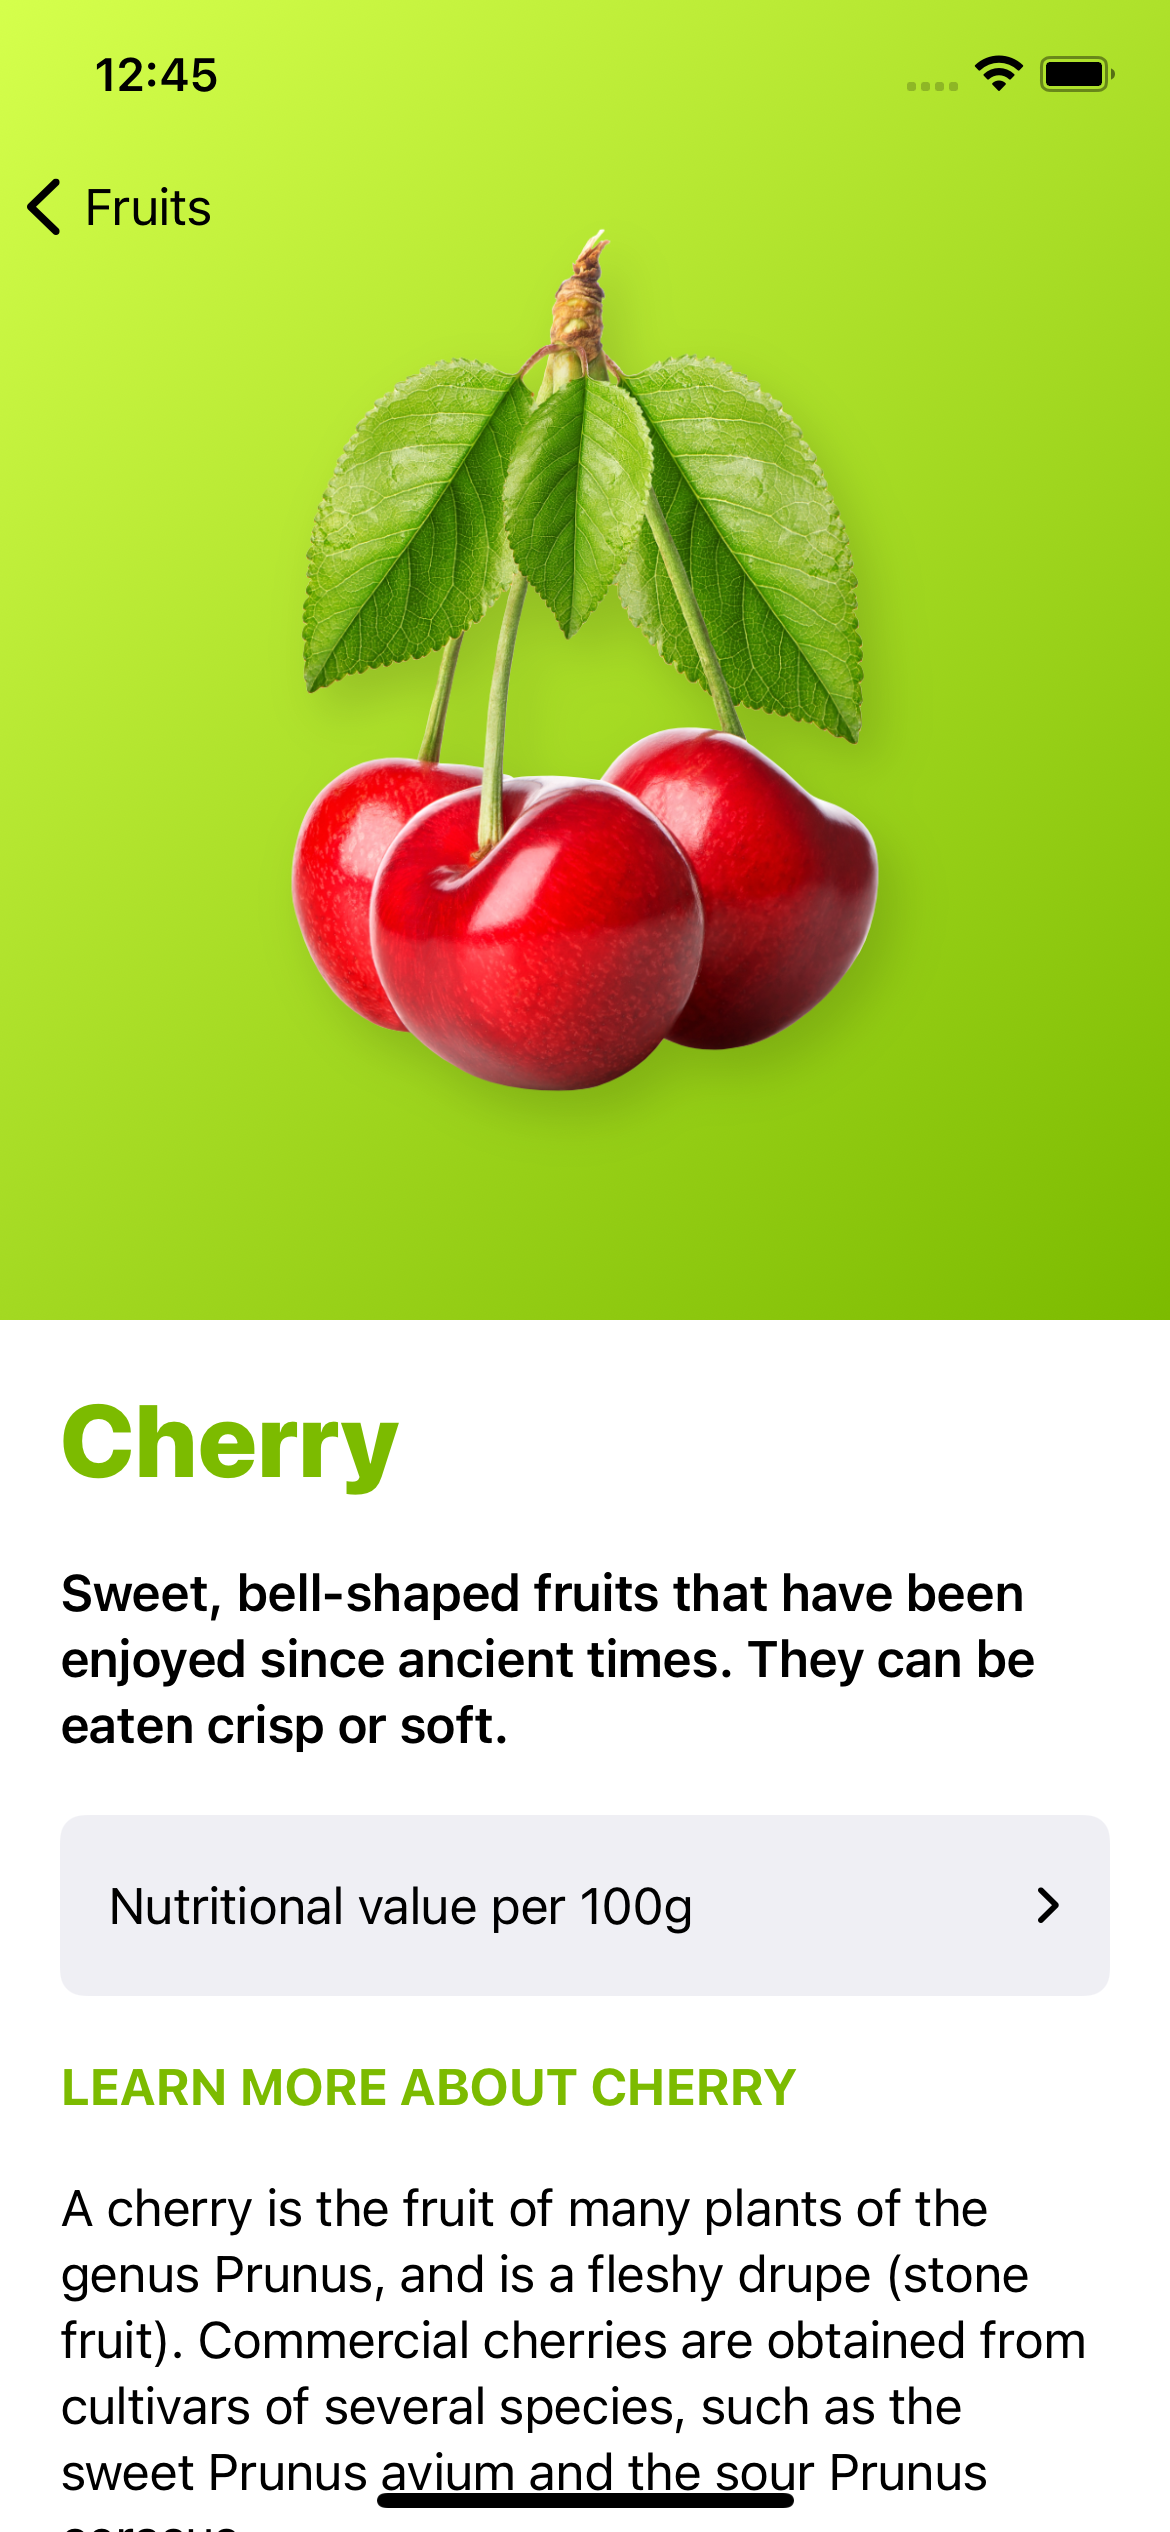 12:45
Fruits
Cherry
Sweet, bell-shaped fruits that have been
enjoyed since ancient times. They can be
eaten crisp or soft.
Nutritional value per 100g
LEARN MORE ABOUT CHERRY
A cherry is the fruit of many plants of the
genus Prunus, and is a fleshy drupe (stone
fruit). Commercial cherries are obtained from
cultivars of several species, such as the
sweet Prunus avium and the sour Prunus